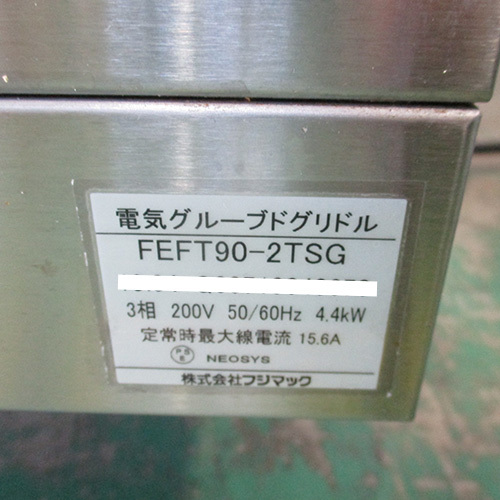 電気グルーブドグリドル
FEFT90-2TSG
3相 200V 50/60Hz 4.4kW
定常時最大線電流 15.6A
PS E NEOSYS
株式会社フジマック